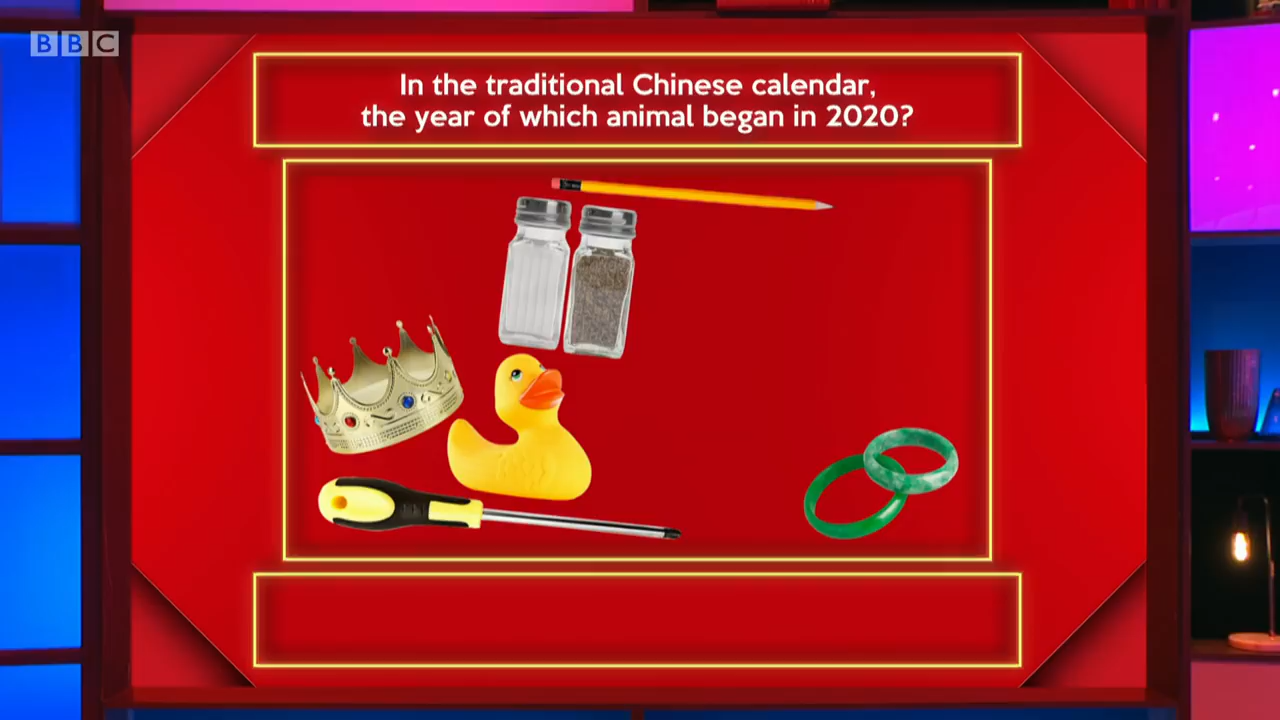 BBC
In the traditional Chinese calendar,
the year of which animal began in 2020?